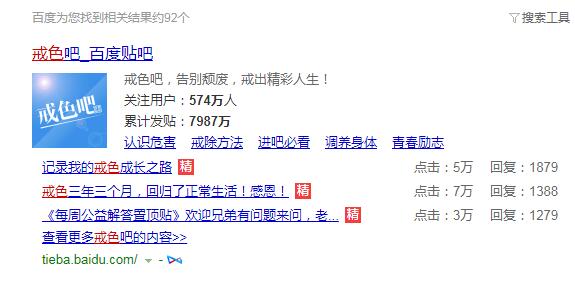 百度为您找到相关结果约92个 搜索工具
戒色吧_百度贴吧
戒色吧
戒色吧，告别颓废，戒出精彩人生！
关注用户：574万人
累计发贴：7987万
认识危害 戒除方法 进吧必看 调养身体 青春励志
记录我的戒色成长之路 精 点击：5万 回复：1879
戒色三年三个月，回归了正常生活！感恩！ 精 点击：7万 回复：1388
《每周公益解答置顶贴》欢迎兄弟有问题来问，老... 精 点击：3万 回复：1279
查看更多戒色吧的内容>>
tieba.baidu.com/ -